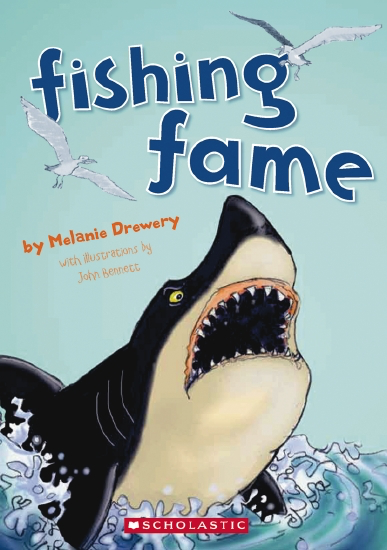 fishing
fame
by Melanie Drewery
with illustrations by
John Bennett
SCHOLASTIC